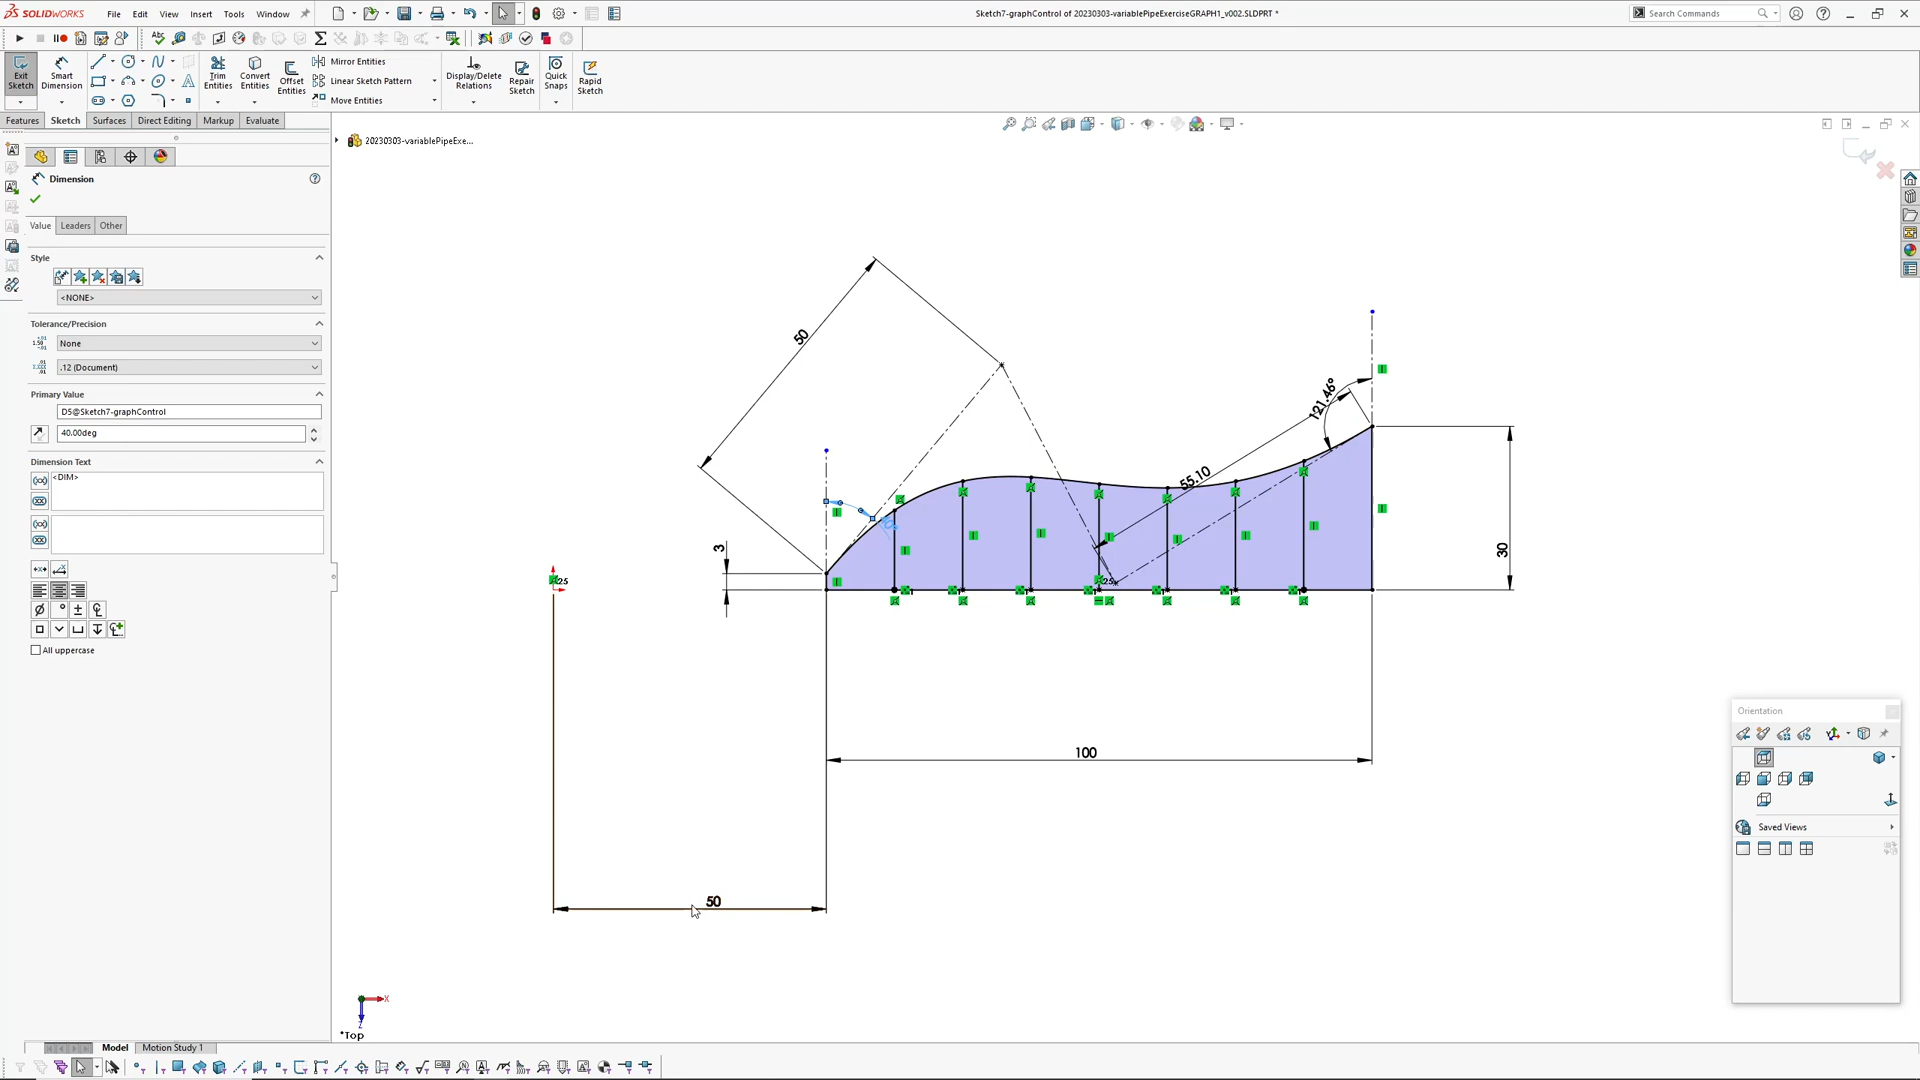 SOLIDWORKS
File
Edit
View
Insert
Tools
Window
Sketch7-graphControl of 20230303-variablePipeExerciseGRAPH1_v002.SLDPRT *
Search Commands
Exit Sketch
Smart Dimension
Trim Entities
Convert Entities
Offset Entities
Mirror Entities
Linear Sketch Pattern
Move Entities
Display/Delete Relations
Repair Sketch
Quick Snaps
Rapid Sketch
Features
Sketch
Surfaces
Direct Editing
Markup
Evaluate
20230303-variablePipeExe...
Dimension
Value
Leaders
Other
Style
<NONE>
Tolerance/Precision
None
.12 (Document)
Primary Value
D5@Sketch7-graphControl
40.00deg
Dimension Text
<DIM>
All uppercase
50
121.46°
55.10
3
30
25
25
100
50
Orientation
Saved Views
X
Z
*Top
Model
Motion Study 1